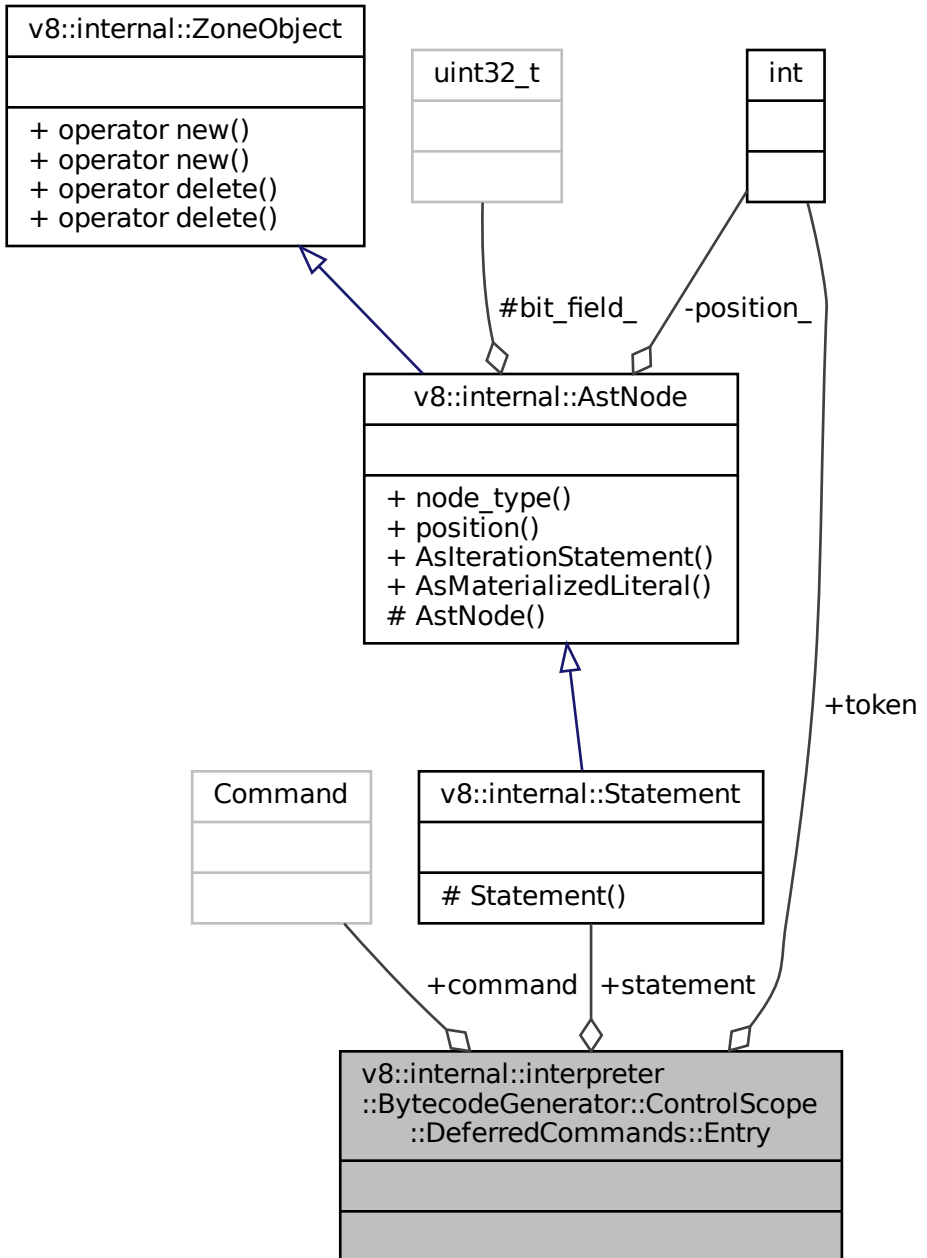 v8::internal::ZoneObject
+ operator new()
+ operator new()
+ operator delete()
+ operator delete()
uint32_t
int
#bit_field_
-position_
v8::internal::AstNode
+ node_type()
+ position()
+ AsIterationStatement()
+ AsMaterializedLiteral()
# AstNode()
+token
Command
v8::internal::Statement
# Statement()
+command
+statement
v8::internal::interpreter
::BytecodeGenerator::ControlScope
::DeferredCommands::Entry